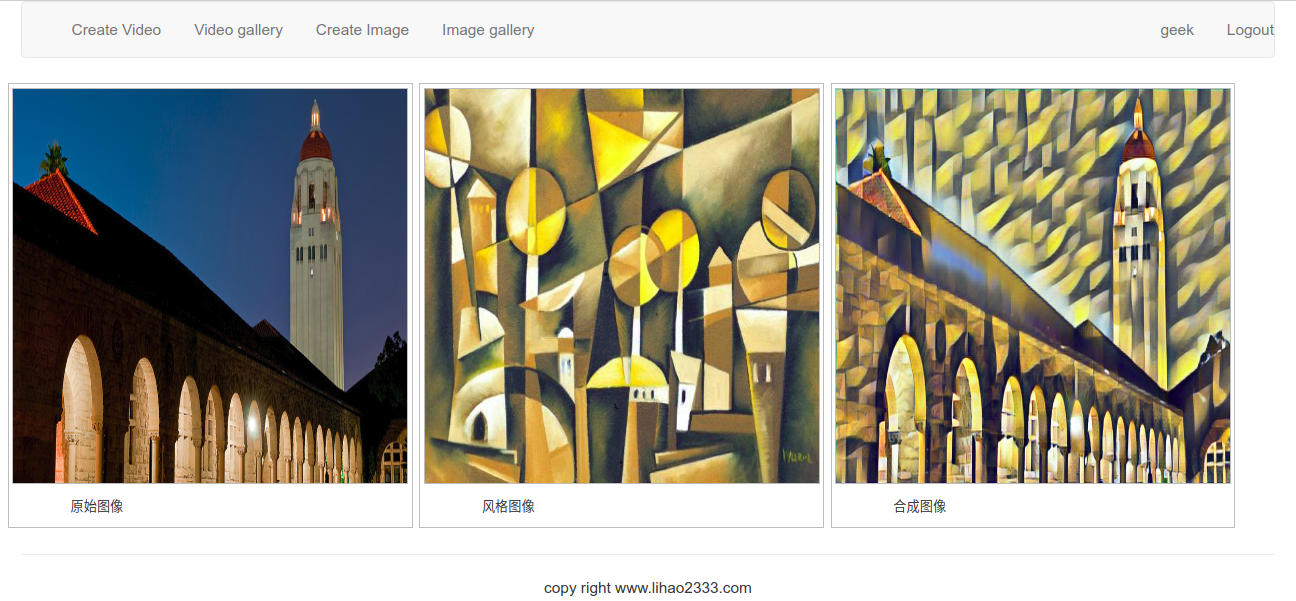 Create Video Video gallery Create Image Image gallery geek Logout
原始图像 风格图像 合成图像
copy right www.lihao2333.com